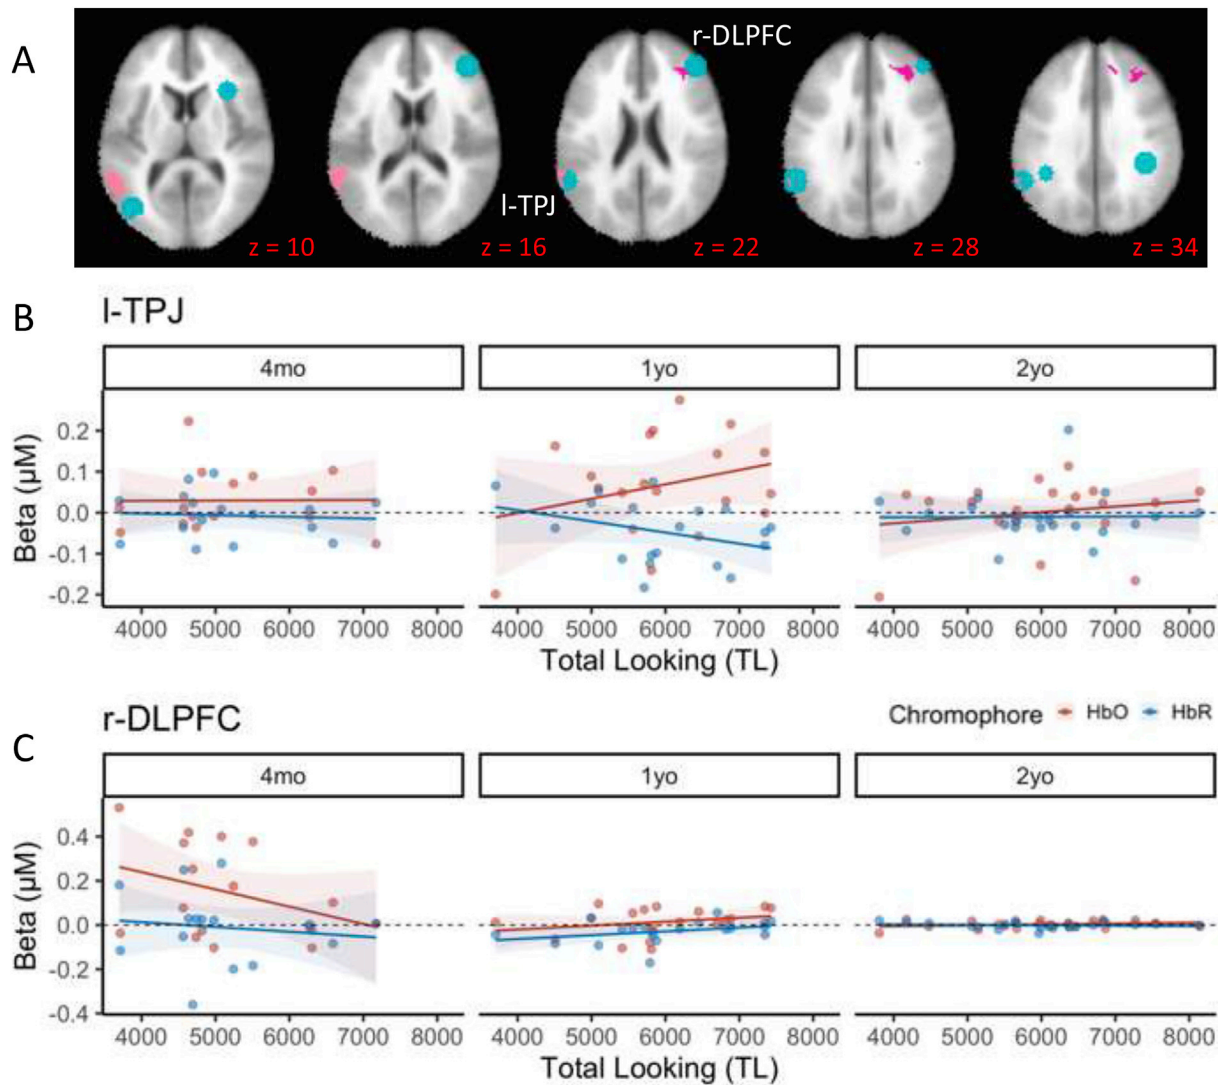 A
r-DLPFC
l-TPJ
z = 10
z = 16
z = 22
z = 28
z = 34
B
l-TPJ
4mo 1yo 2yo
Beta (µM)
0.2
0.1
0.0
-0.1
-0.2
4000 5000 6000 7000 8000 4000 5000 6000 7000 8000 4000 5000 6000 7000 8000
Total Looking (TL)
r-DLPFC
Chromophore HbO HbR
C
4mo 1yo 2yo
Beta (µM)
0.4
0.2
0.0
-0.2
-0.4
4000 5000 6000 7000 8000 4000 5000 6000 7000 8000 4000 5000 6000 7000 8000
Total Looking (TL)